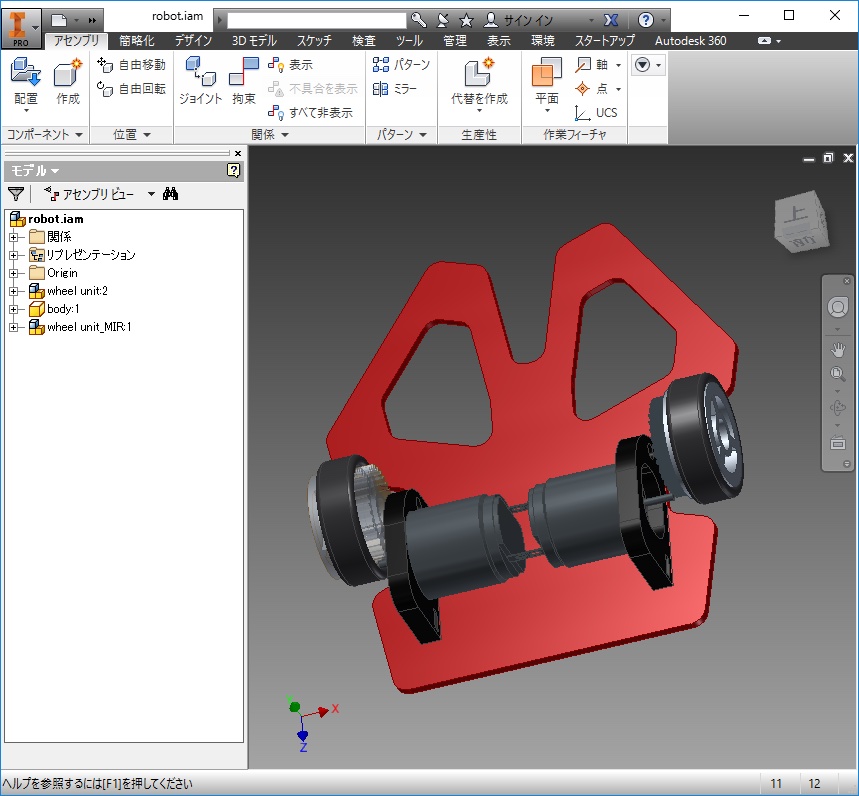 PRO
robot.iam
サイン イン
アセンブリ 簡略化 デザイン 3D モデル スケッチ 検査 ツール 管理 表示 環境 スタートアップ Autodesk 360
配置
作成
自由移動
自由回転
ジョイント
拘束
表示
不具合を表示
すべて非表示
パターン
ミラー
代替を作成
平面
軸
点
UCS
コンポーネント 位置 関係 パターン 生産性 作業フィーチャ
モデル
アセンブリ ビュー
robot.iam
関係
リプレゼンテーション
Origin
wheel unit:2
body:1
wheel unit_MIR:1
上
X
Z
ヘルプを参照するには[F1]を押してください
11 12